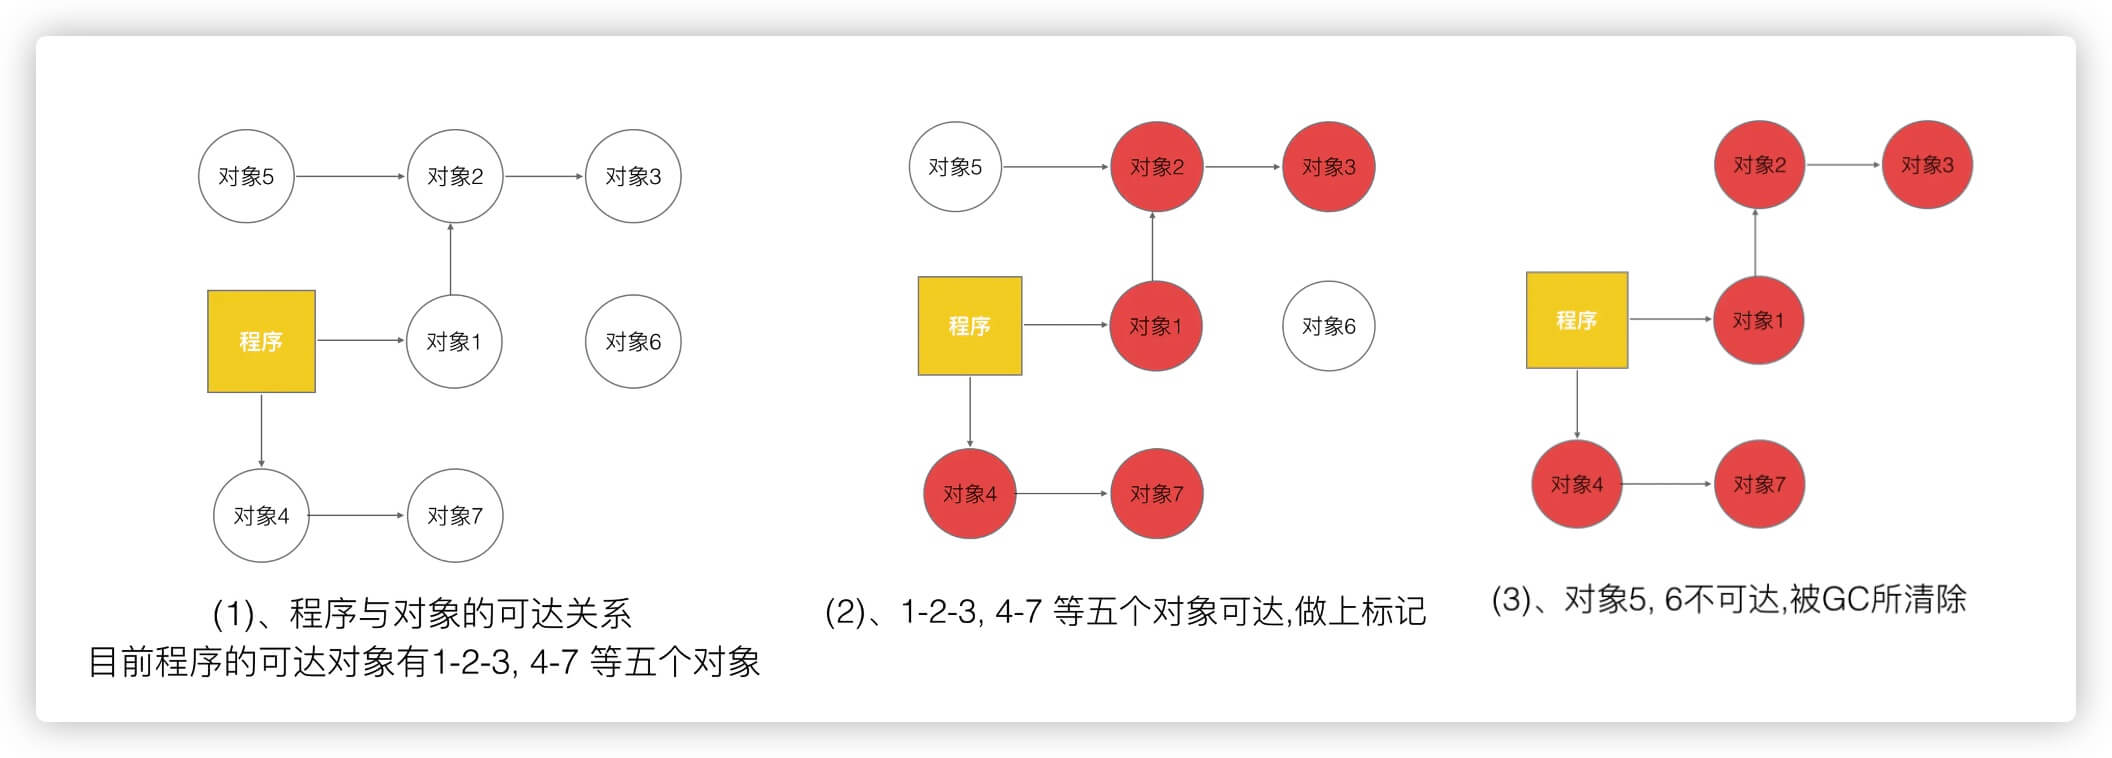 对象5
对象2
对象3
程序
对象1
对象6
对象4
对象7
(1)、程序与对象的可达关系
目前程序的可达对象有1-2-3, 4-7 等五个对象
对象5
对象2
对象3
程序
对象1
对象6
对象4
对象7
(2)、1-2-3, 4-7 等五个对象可达,做上标记
对象2
对象3
程序
对象1
对象4
对象7
(3)、对象5, 6不可达,被GC所清除